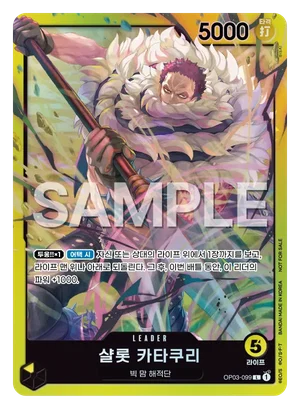 5000
타격
打
SAMPLE
두웅!!×1 어택 시 자신 또는 상대의 라이프 위에서 1장까지를 보고,
라이프 맨 위나 아래로 되돌린다. 그 후, 이번 배틀 동안, 이 리더의
파워 +1000.
LEADER
샬롯 카타쿠리
빅 맘 해적단
5
라이프
OP03-099 L